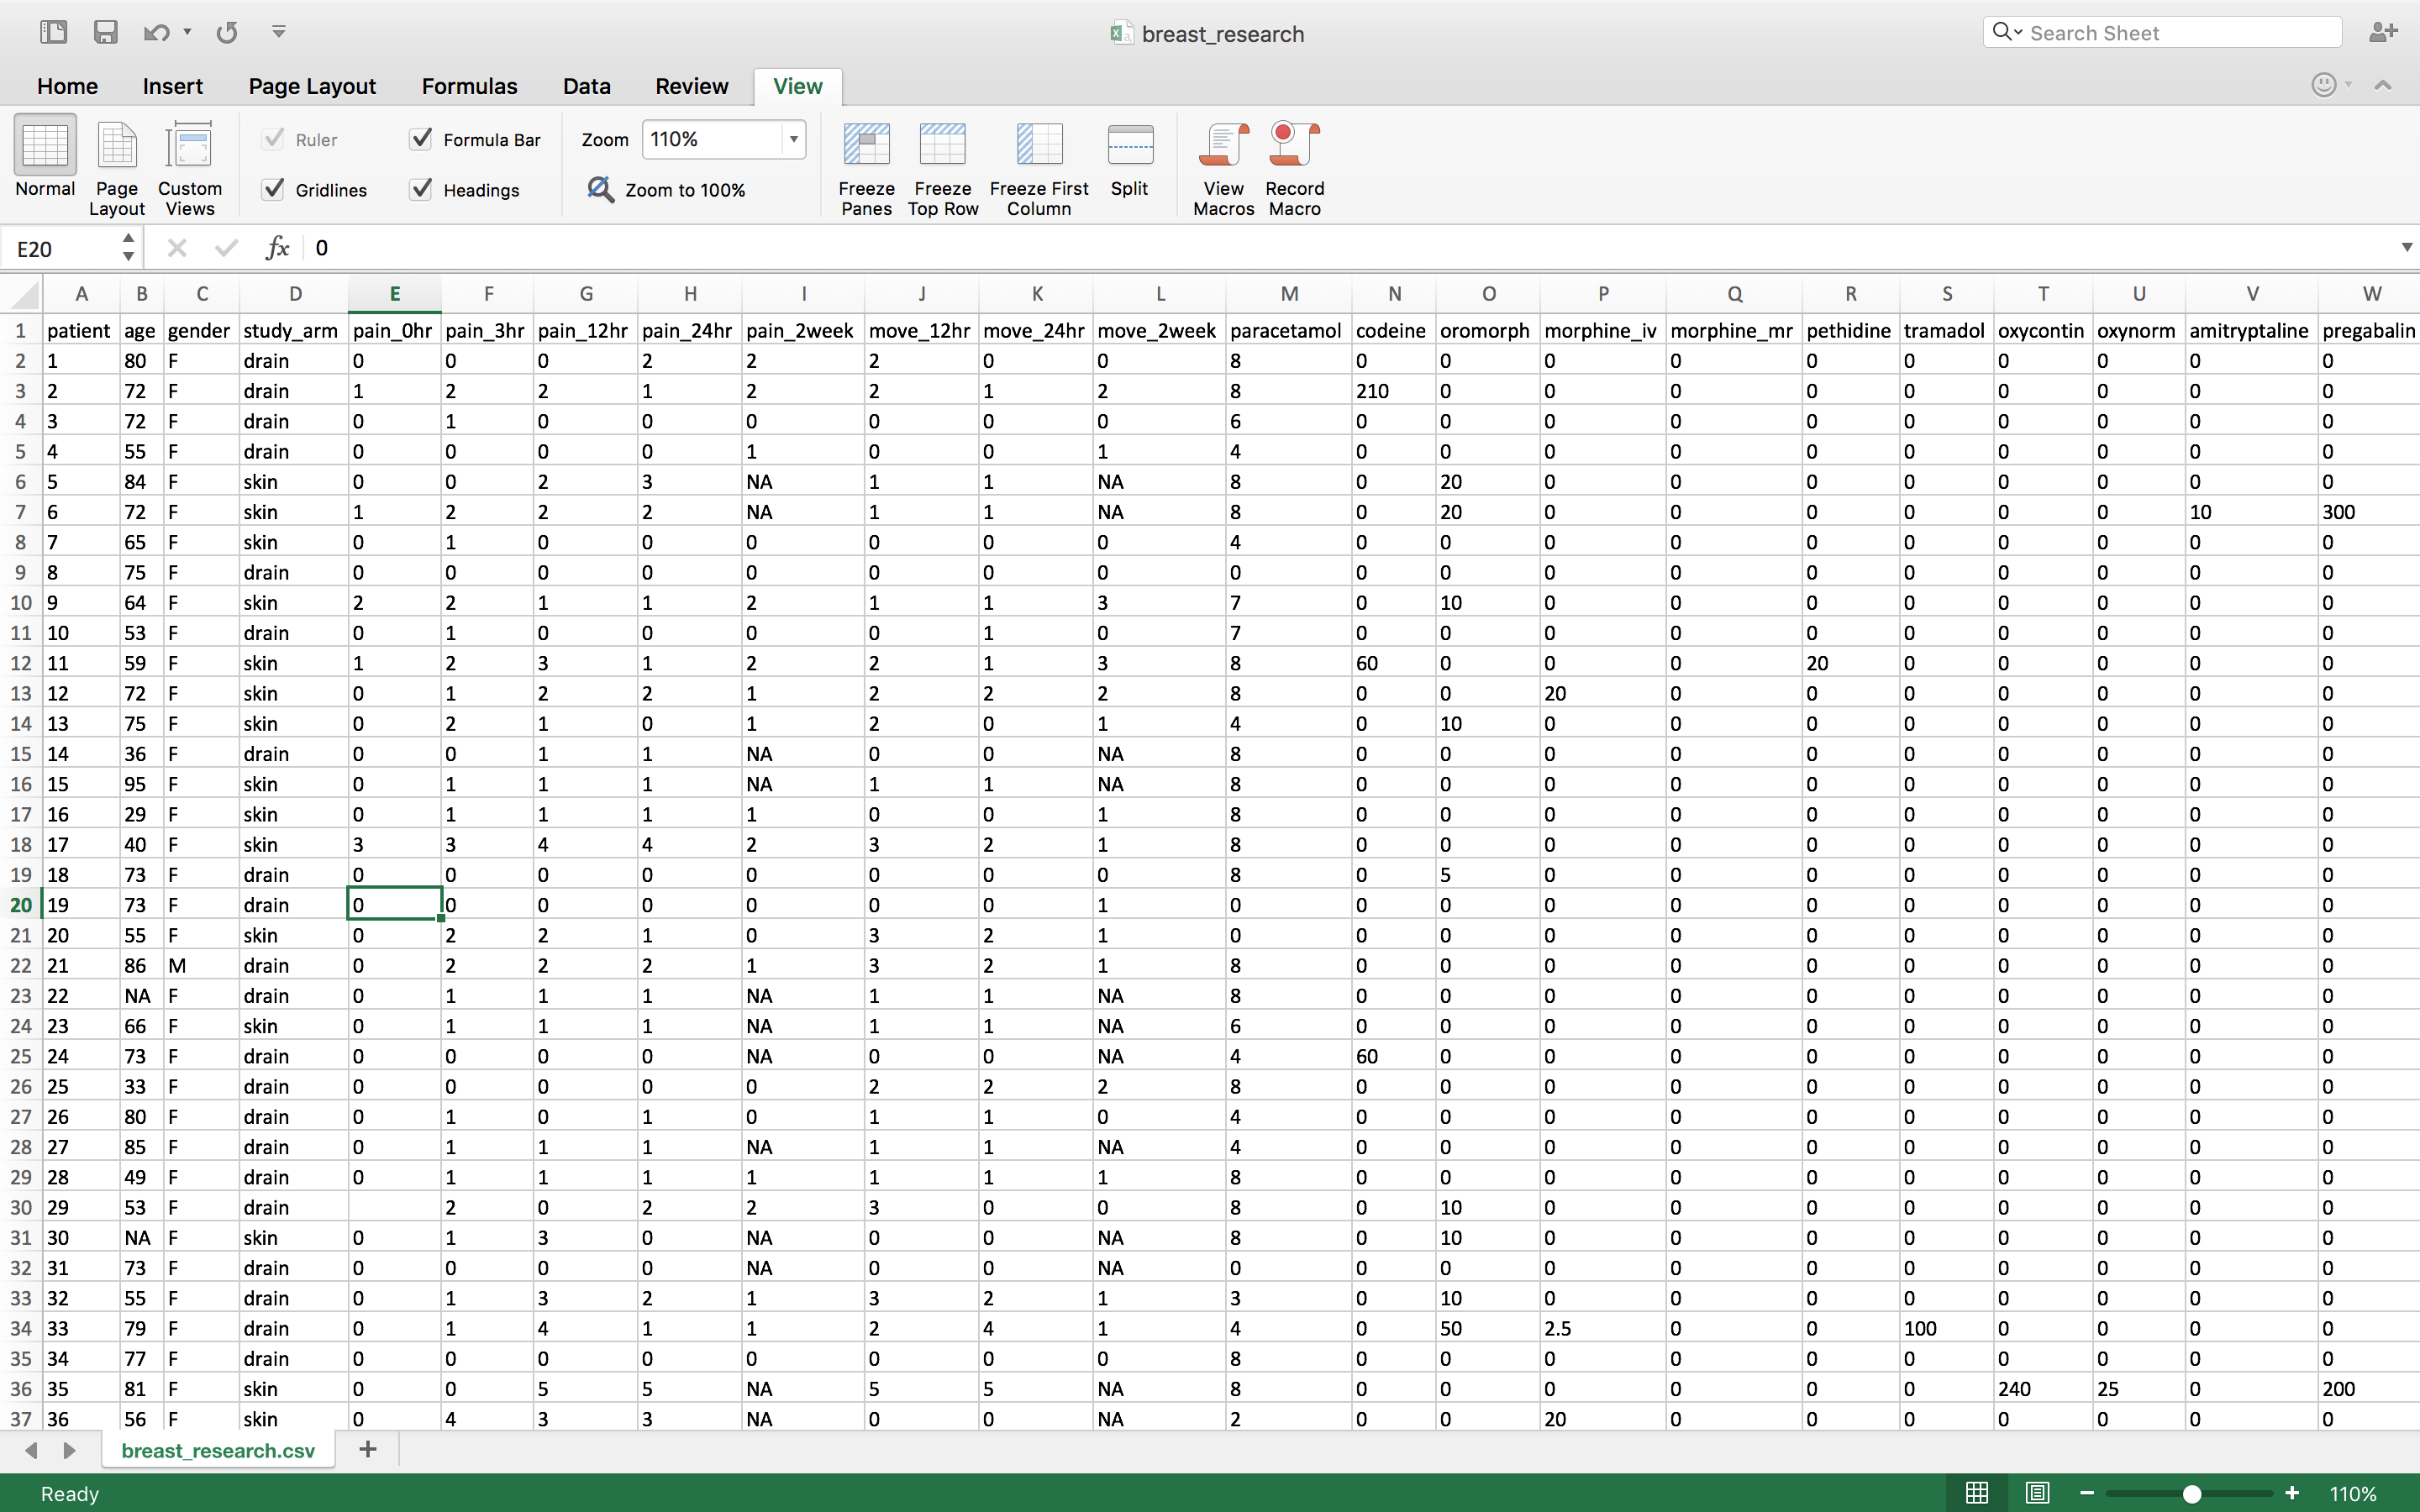 breast_research
Search Sheet
Home Insert Page Layout Formulas Data Review View
Normal Page Layout Custom Views Ruler Formula Bar Gridlines Headings Zoom 110% Zoom to 100% Freeze Panes Freeze Top Row Freeze First Column Split View Macros Record Macro
E20 fx 0
A B C D E F G H I J K L M N O P Q R S T U V W
1 patient age gender study_arm pain_0hr pain_3hr pain_12hr pain_24hr pain_2week move_12hr move_24hr move_2week paracetamol codeine oromorph morphine_iv morphine_mr pethidine tramadol oxycontin oxynorm amitryptaline pregabalin
2 1 80 F drain 0 0 0 2 2 2 0 0 8 0 0 0 0 0 0 0 0 0 0
3 2 72 F drain 1 2 2 1 2 2 1 2 8 210 0 0 0 0 0 0 0 0 0
4 3 72 F drain 0 1 0 0 0 0 0 0 6 0 0 0 0 0 0 0 0 0 0
5 4 55 F drain 0 0 0 0 1 0 0 1 4 0 0 0 0 0 0 0 0 0 0
6 5 84 F skin 0 0 2 3 NA 1 1 NA 8 0 20 0 0 0 0 0 0 0 0
7 6 72 F skin 1 2 2 2 NA 1 1 NA 8 0 20 0 0 0 0 0 0 10 300
8 7 65 F skin 0 1 0 0 0 0 0 0 4 0 0 0 0 0 0 0 0 0 0
9 8 75 F drain 0 0 0 0 0 0 0 0 0 0 0 0 0 0 0 0 0 0 0
10 9 64 F skin 2 2 1 1 2 1 1 3 7 0 10 0 0 0 0 0 0 0 0
11 10 53 F drain 0 1 0 0 0 0 1 0 7 0 0 0 0 0 0 0 0 0 0
12 11 59 F skin 1 2 3 1 2 2 1 3 8 60 0 0 0 20 0 0 0 0 0
13 12 72 F skin 0 1 2 2 1 2 2 2 8 0 0 20 0 0 0 0 0 0 0
14 13 75 F skin 0 2 1 0 1 2 0 1 4 0 10 0 0 0 0 0 0 0 0
15 14 36 F drain 0 0 1 1 NA 0 0 NA 8 0 0 0 0 0 0 0 0 0 0
16 15 95 F skin 0 1 1 1 NA 1 1 NA 8 0 0 0 0 0 0 0 0 0 0
17 16 29 F skin 0 1 1 1 1 0 0 1 8 0 0 0 0 0 0 0 0 0 0
18 17 40 F skin 3 3 4 4 2 3 2 1 8 0 0 0 0 0 0 0 0 0 0
19 18 73 F drain 0 0 0 0 0 0 0 0 8 0 5 0 0 0 0 0 0 0 0
20 19 73 F drain 0 0 0 0 0 0 0 1 0 0 0 0 0 0 0 0 0 0 0
21 20 55 F skin 0 2 2 1 0 3 2 1 0 0 0 0 0 0 0 0 0 0 0
22 21 86 M drain 0 2 2 2 1 3 2 1 8 0 0 0 0 0 0 0 0 0 0
23 22 NA F drain 0 1 1 1 NA 1 1 NA 8 0 0 0 0 0 0 0 0 0 0
24 23 66 F skin 0 1 1 1 NA 1 1 NA 6 0 0 0 0 0 0 0 0 0 0
25 24 73 F drain 0 0 0 0 NA 0 0 NA 4 60 0 0 0 0 0 0 0 0 0
26 25 33 F drain 0 0 0 0 0 2 2 2 8 0 0 0 0 0 0 0 0 0 0
27 26 80 F drain 0 1 0 1 0 1 1 0 4 0 0 0 0 0 0 0 0 0 0
28 27 85 F drain 0 1 1 1 NA 1 1 NA 4 0 0 0 0 0 0 0 0 0 0
29 28 49 F drain 0 1 1 1 1 1 1 1 8 0 0 0 0 0 0 0 0 0 0
30 29 53 F drain 2 0 2 2 3 0 0 8 0 10 0 0 0 0 0 0 0 0
31 30 NA F skin 0 1 3 0 NA 0 0 NA 8 0 10 0 0 0 0 0 0 0 0
32 31 73 F drain 0 0 0 0 NA 0 0 NA 0 0 0 0 0 0 0 0 0 0 0
33 32 55 F drain 0 1 3 2 1 3 2 1 3 0 10 0 0 0 0 0 0 0 0
34 33 79 F drain 0 1 4 1 1 2 4 1 4 0 50 2.5 0 0 100 0 0 0 0
35 34 77 F drain 0 0 0 0 0 0 0 0 8 0 0 0 0 0 0 0 0 0 0
36 35 81 F skin 0 0 5 5 NA 5 5 NA 8 0 0 0 0 0 0 240 25 0 200
37 36 56 F skin 0 4 3 3 NA 0 0 NA 2 0 0 20 0 0 0 0 0 0 0
breast_research.csv
Ready 110%